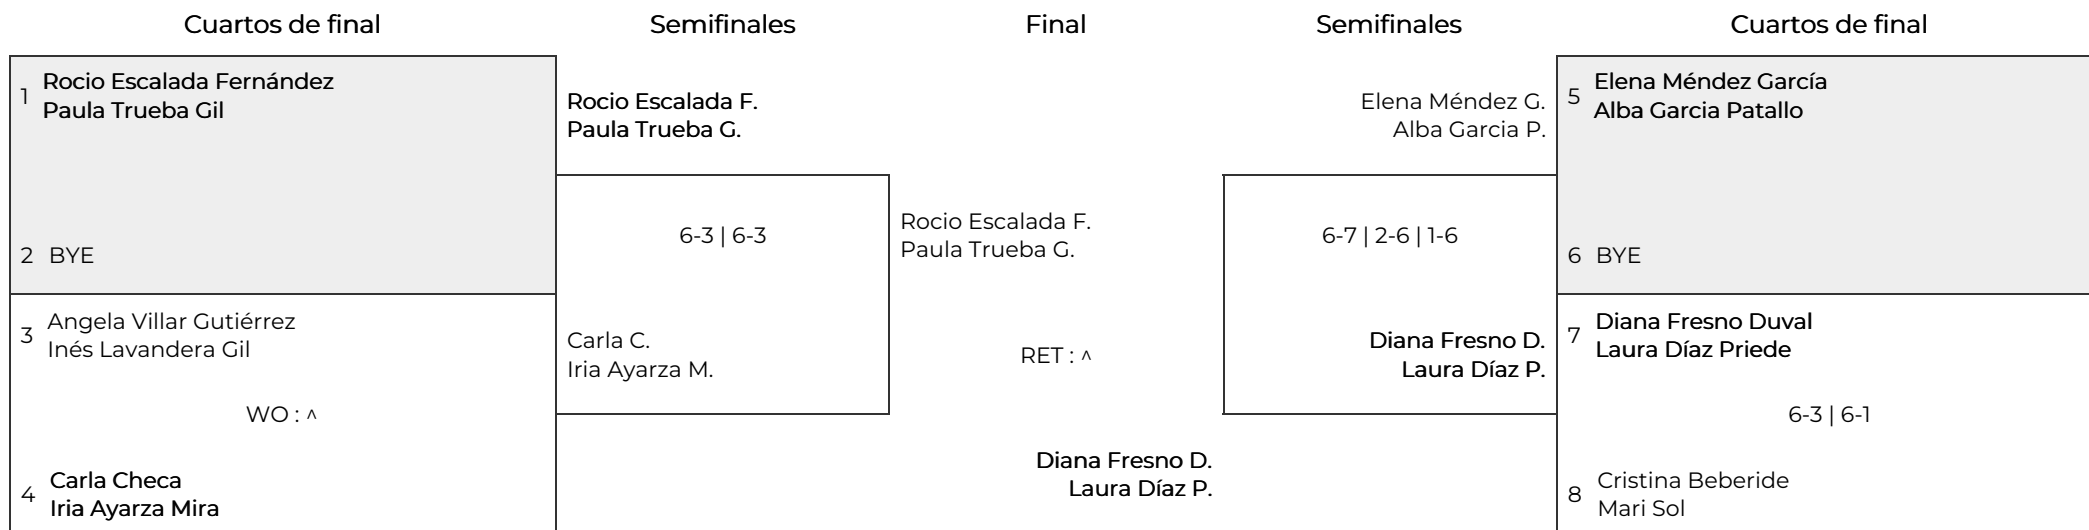 Cuartos de final
Semifinales
Final
Semifinales
Cuartos de final
1
Rocio Escalada Fernández
Paula Trueba Gil
2 BYE
3
Angela Villar Gutiérrez
Inés Lavandera Gil
WO : ^
4
Carla Checa
Iria Ayarza Mira
Rocio Escalada F.
Paula Trueba G.
6-3 | 6-3
Carla C.
Iria Ayarza M.
Rocio Escalada F.
Paula Trueba G.
RET : ^
Diana Fresno D.
Laura Díaz P.
Elena Méndez G.
Alba Garcia P.
6-7 | 2-6 | 1-6
Diana Fresno D.
Laura Díaz P.
5
Elena Méndez García
Alba Garcia Patallo
6 BYE
7
Diana Fresno Duval
Laura Díaz Priede
6-3 | 6-1
8
Cristina Beberide
Mari Sol